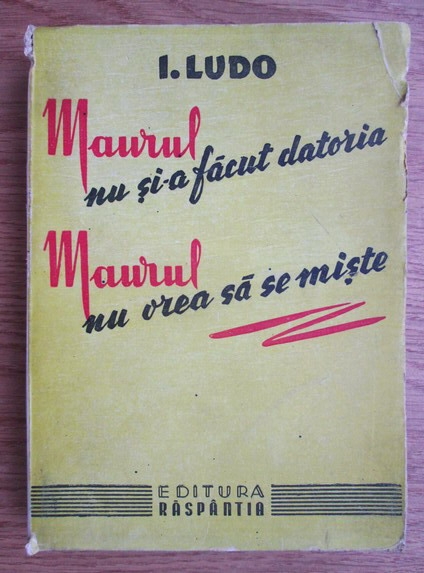 I. LUDO
Maurul
nu și-a făcut datoria
Maurul
nu vrea să se miște
EDITURA
RĂSPÂNTIA